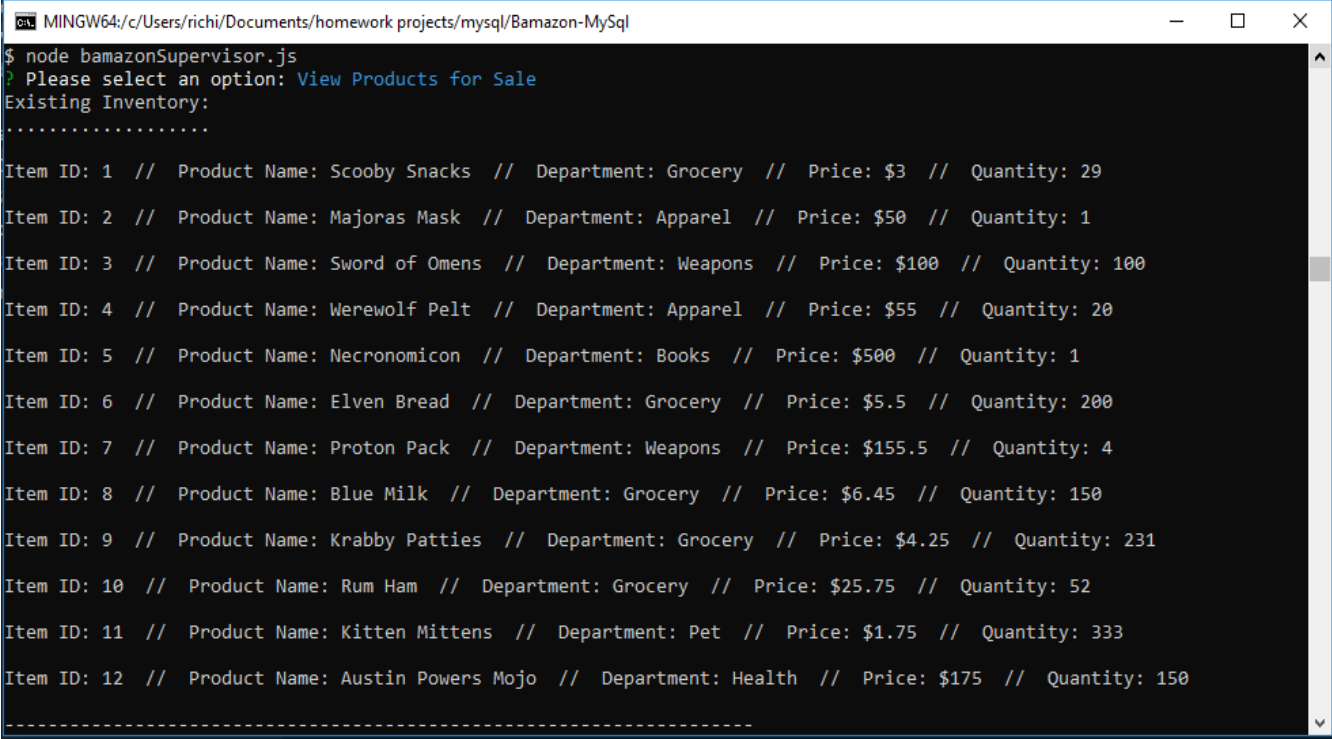 MINGW64:/c/Users/richi/Documents/homework projects/mysql/Bamazon-MySql
$ node bamazonSupervisor.js
? Please select an option: View Products for Sale
Existing Inventory:
...................
Item ID: 1  //  Product Name: Scooby Snacks  //  Department: Grocery  //  Price: $3  //  Quantity: 29
Item ID: 2  //  Product Name: Majoras Mask  //  Department: Apparel  //  Price: $50  //  Quantity: 1
Item ID: 3  //  Product Name: Sword of Omens  //  Department: Weapons  //  Price: $100  //  Quantity: 100
Item ID: 4  //  Product Name: Werewolf Pelt  //  Department: Apparel  //  Price: $55  //  Quantity: 20
Item ID: 5  //  Product Name: Necronomicon  //  Department: Books  //  Price: $500  //  Quantity: 1
Item ID: 6  //  Product Name: Elven Bread  //  Department: Grocery  //  Price: $5.5  //  Quantity: 200
Item ID: 7  //  Product Name: Proton Pack  //  Department: Weapons  //  Price: $155.5  //  Quantity: 4
Item ID: 8  //  Product Name: Blue Milk  //  Department: Grocery  //  Price: $6.45  //  Quantity: 150
Item ID: 9  //  Product Name: Krabby Patties  //  Department: Grocery  //  Price: $4.25  //  Quantity: 231
Item ID: 10  //  Product Name: Rum Ham  //  Department: Grocery  //  Price: $25.75  //  Quantity: 52
Item ID: 11  //  Product Name: Kitten Mittens  //  Department: Pet  //  Price: $1.75  //  Quantity: 333
Item ID: 12  //  Product Name: Austin Powers Mojo  //  Department: Health  //  Price: $175  //  Quantity: 150
---------------------------------------------------------------------